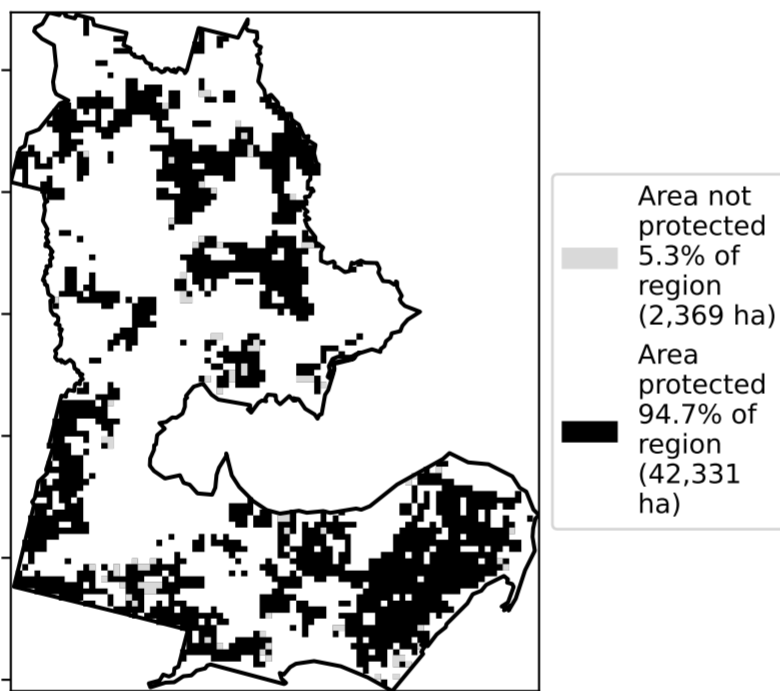 Area not
protected
5.3% of
region
(2,369 ha)
Area
protected
94.7% of
region
(42,331
ha)